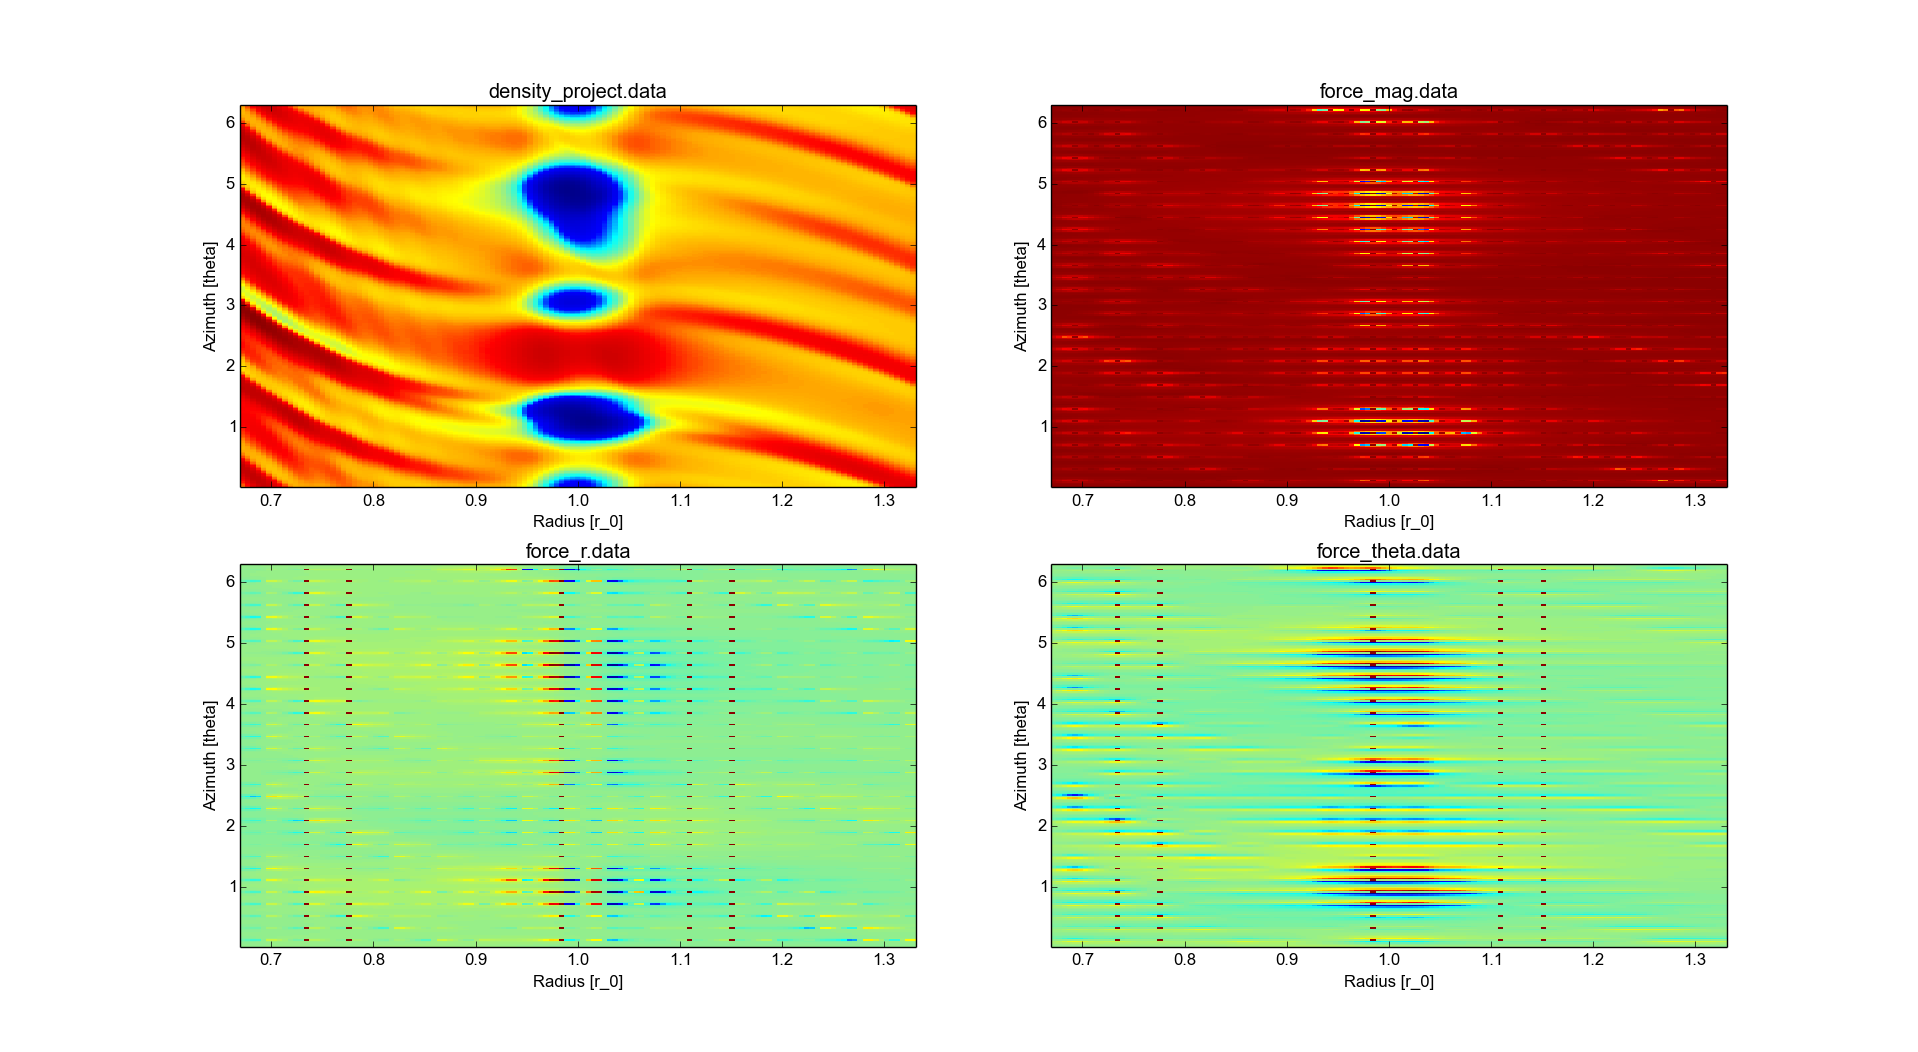 density_project.data
6
5
4
3
2
1
Azimuth [theta]
0.7 0.8 0.9 1.0 1.1 1.2 1.3
Radius [r_0]
force_mag.data
6
5
4
3
2
1
Azimuth [theta]
0.7 0.8 0.9 1.0 1.1 1.2 1.3
Radius [r_0]
force_r.data
6
5
4
3
2
1
Azimuth [theta]
0.7 0.8 0.9 1.0 1.1 1.2 1.3
Radius [r_0]
force_theta.data
6
5
4
3
2
1
Azimuth [theta]
0.7 0.8 0.9 1.0 1.1 1.2 1.3
Radius [r_0]